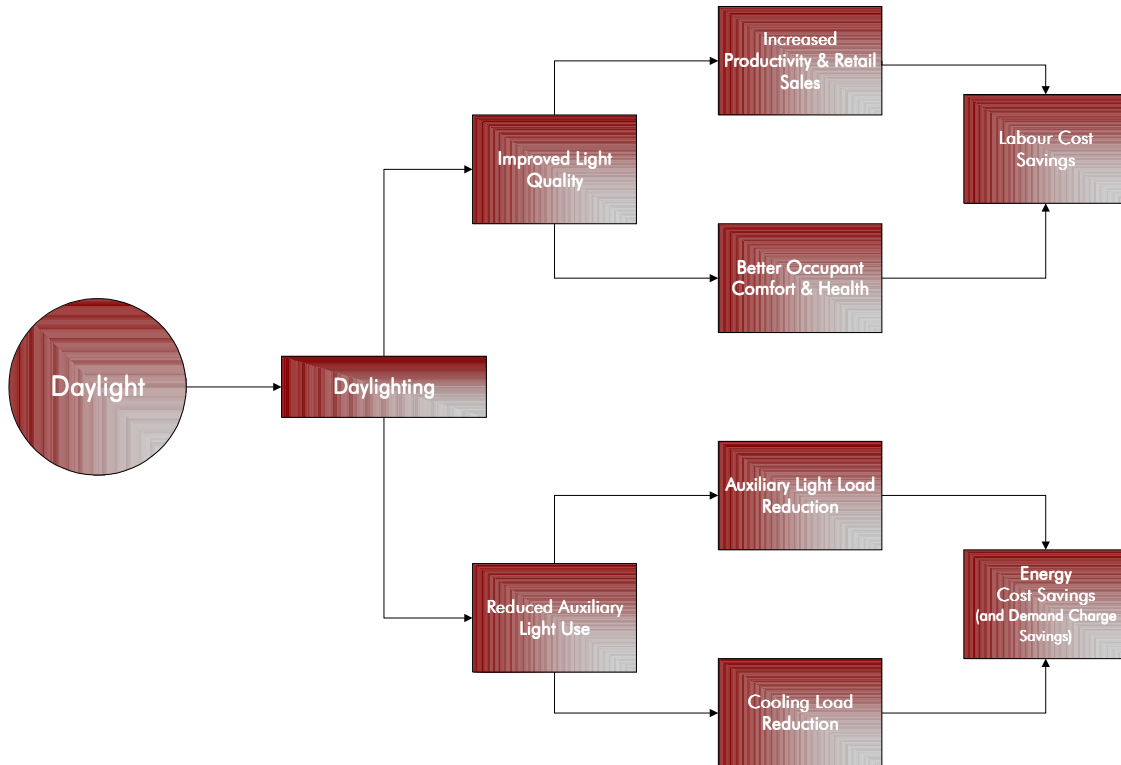 Daylight
Daylighting
Improved Light
Quality
Reduced Auxiliary
Light Use
Increased
Productivity & Retail
Sales
Better Occupant
Comfort & Health
Auxiliary Light Load
Reduction
Cooling Load
Reduction
Labour Cost
Savings
Energy
Cost Savings
(and Demand Charge
Savings)